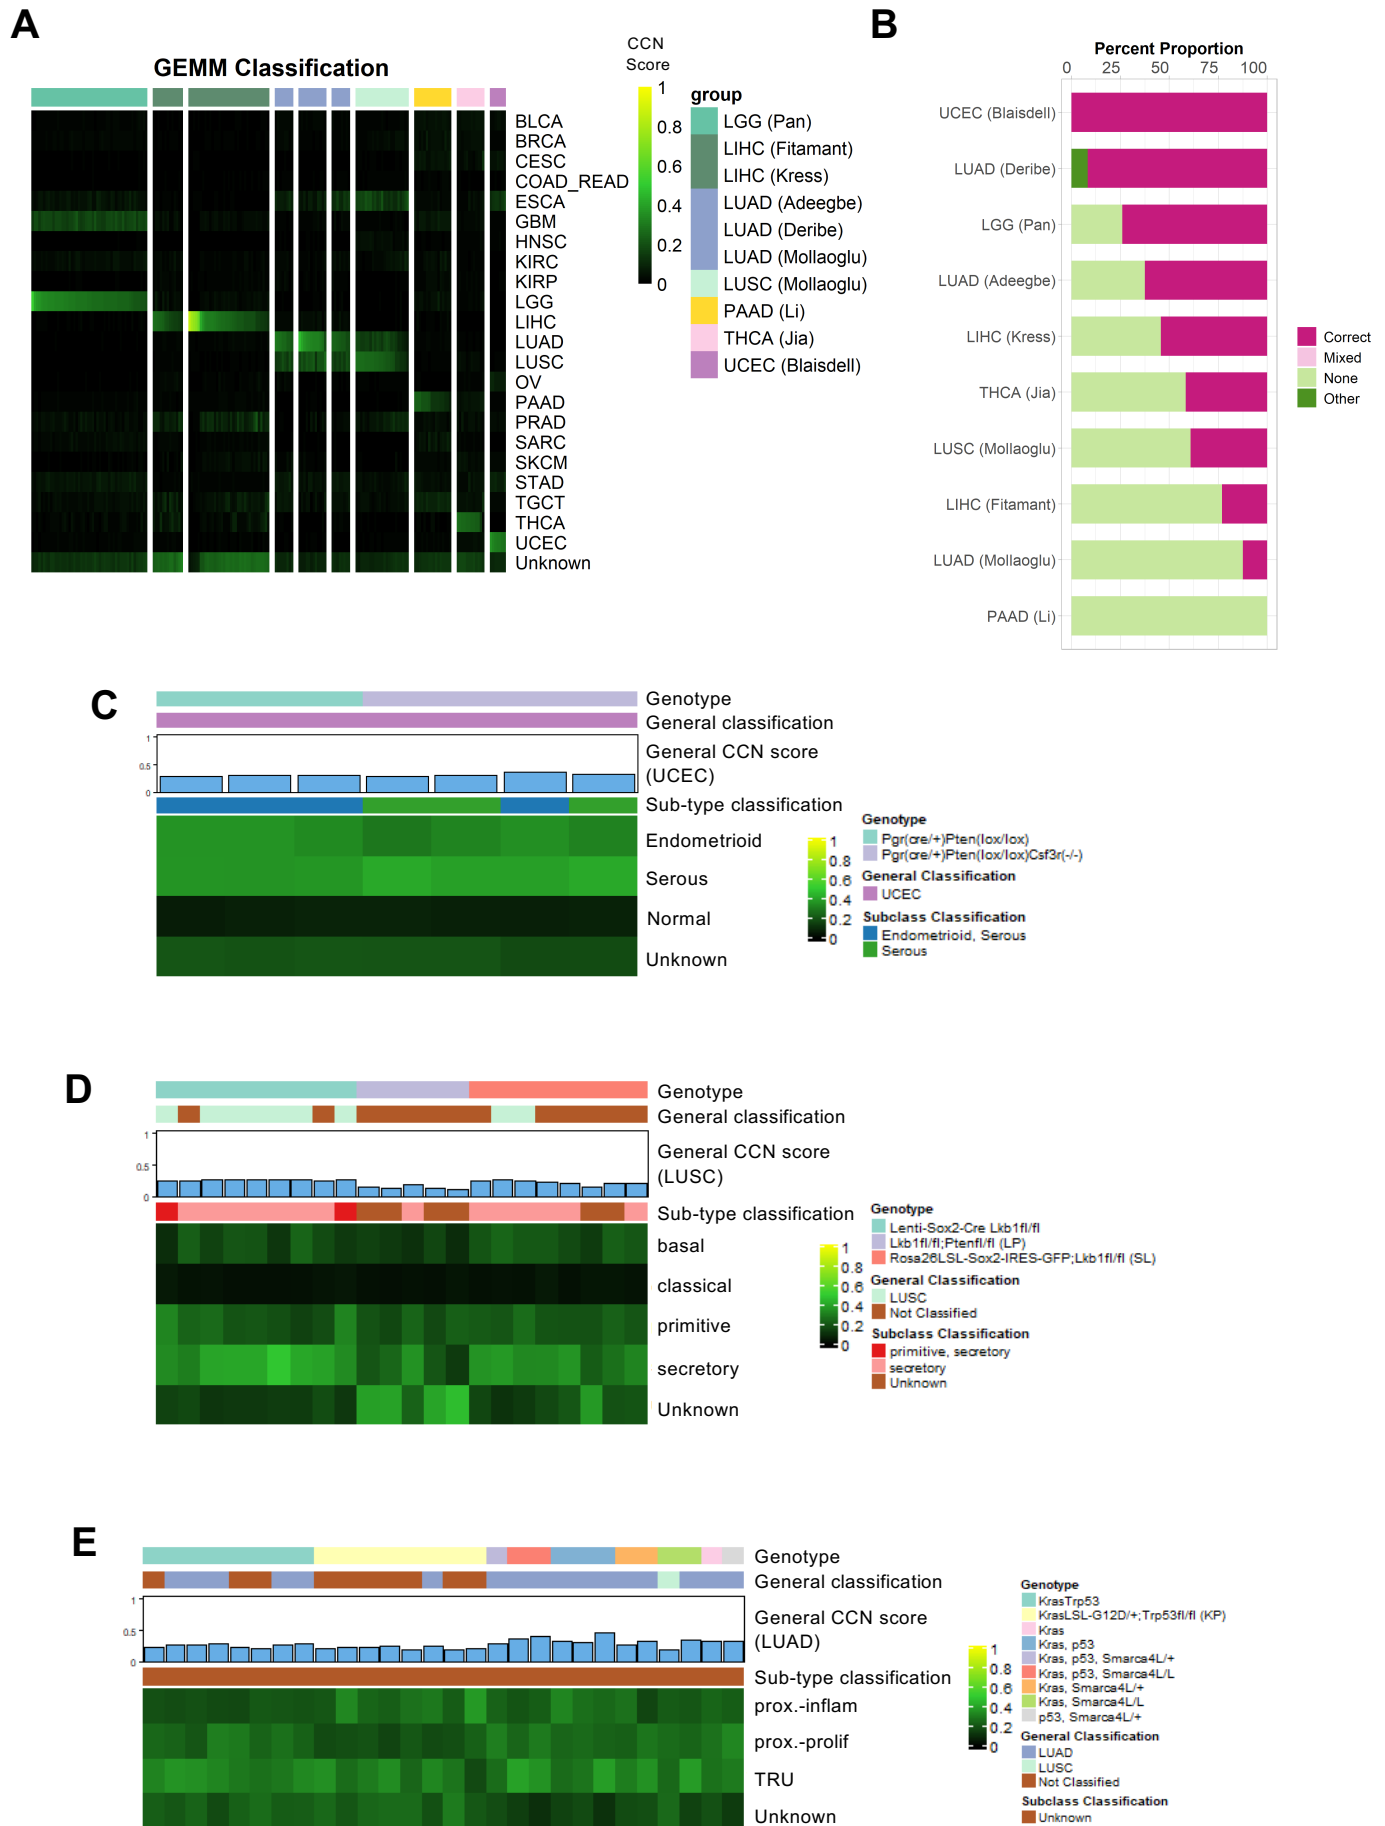 A
GEMM Classification
CCN
Score
1
0.8
0.6
0.4
0.2
0
BLCA
BRCA
CESC
COAD_READ
ESCA
GBM
HNSC
KIRC
KIRP
LGG
LIHC
LUAD
LUSC
OV
PAAD
PRAD
SARC
SKCM
STAD
TGCT
THCA
UCEC
Unknown
group
LGG (Pan)
LIHC (Fitamant)
LIHC (Kress)
LUAD (Adeegbe)
LUAD (Deribe)
LUAD (Mollaoglu)
LUSC (Mollaoglu)
PAAD (Li)
THCA (Jia)
UCEC (Blaisdell)
B
Percent Proportion
0 25 50 75 100
UCEC (Blaisdell)
LUAD (Deribe)
LGG (Pan)
LUAD (Adeegbe)
LIHC (Kress)
THCA (Jia)
LUSC (Mollaoglu)
LIHC (Fitamant)
LUAD (Mollaoglu)
PAAD (Li)
Correct
Mixed
None
Other
C
Genotype
General classification
1
0.5
0
General CCN score
(UCEC)
Sub-type classification
Endometrioid
Serous
Normal
Unknown
1
0.8
0.6
0.4
0.2
0
Genotype
Pgr(cre/+)Pten(lox/lox)
Pgr(cre/+)Pten(lox/lox)Csf3r(-/-)
General Classification
UCEC
Subclass Classification
Endometrioid, Serous
Serous
D
Genotype
General classification
1
0.5
0
General CCN score
(LUSC)
Sub-type classification
basal
classical
primitive
secretory
Unknown
1
0.8
0.6
0.4
0.2
0
Genotype
Lenti-Sox2-Cre Lkb1fl/fl
Lkb1fl/fl;Ptenfl/fl (LP)
Rosa26LSL-Sox2-IRES-GFP;Lkb1fl/fl (SL)
General Classification
LUSC
Not Classified
Subclass Classification
primitive, secretory
secretory
Unknown
E
Genotype
General classification
1
0.5
0
General CCN score
(LUAD)
Sub-type classification
prox.-inflam
prox.-prolif
TRU
Unknown
1
0.8
0.6
0.4
0.2
0
Genotype
KrasTrp53
KrasLSL-G12D/+;Trp53fl/fl (KP)
Kras
Kras, p53
Kras, p53, Smarca4L/+
Kras, p53, Smarca4L/L
Kras, Smarca4L/+
Kras, Smarca4L/L
p53, Smarca4L/+
General Classification
LUAD
LUSC
Not Classified
Subclass Classification
Unknown